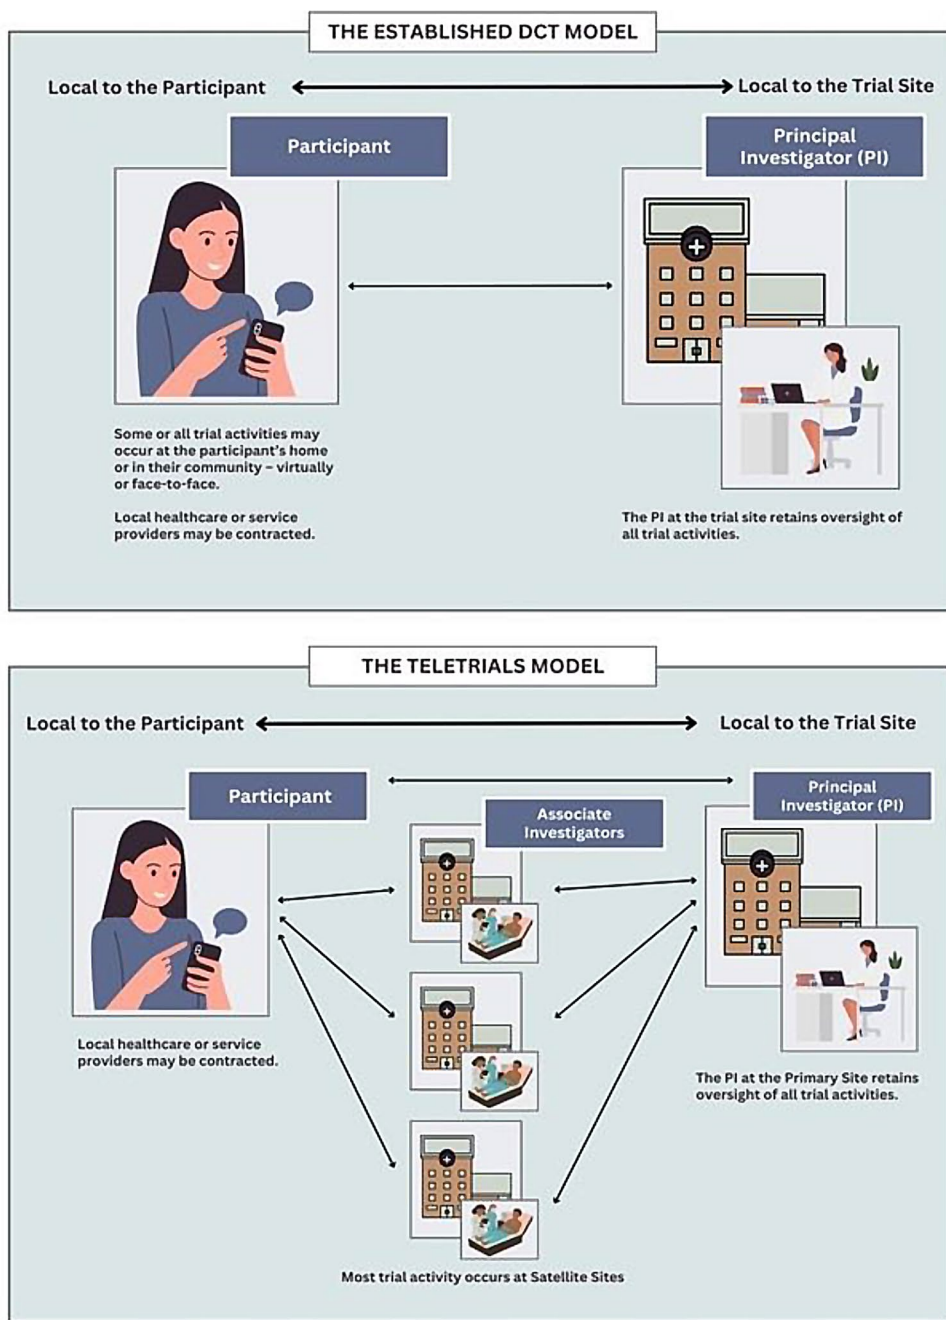 THE ESTABLISHED DCT MODEL
Local to the Participant
Local to the Trial Site
Participant
Principal
Investigator (PI)
Some or all trial activities may
occur at the participant's home
or in their community – virtually
or face-to-face.
Local healthcare or service
providers may be contracted.
The PI at the trial site retains oversight of
all trial activities.
THE TELETRIALS MODEL
Local to the Participant
Local to the Trial Site
Participant
Associate
Investigators
Principal
Investigator (PI)
Local healthcare or service
providers may be contracted.
The PI at the Primary Site retains
oversight of all trial activities.
Most trial activity occurs at Satellite Sites